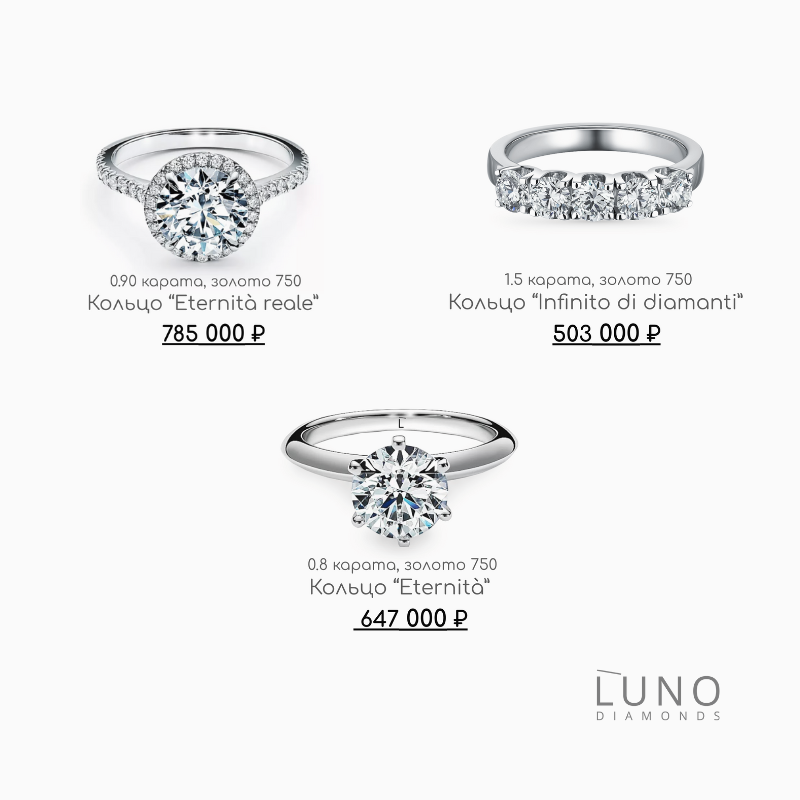 0.90 карата, золото 750
Кольцо “Eternità reale”
785 000 ₽
1.5 карата, золото 750
Кольцо “Infinito di diamanti”
503 000 ₽
L
0.8 карата, золото 750
Кольцо “Eternità”
647 000 ₽
LUNO
DIAMONDS